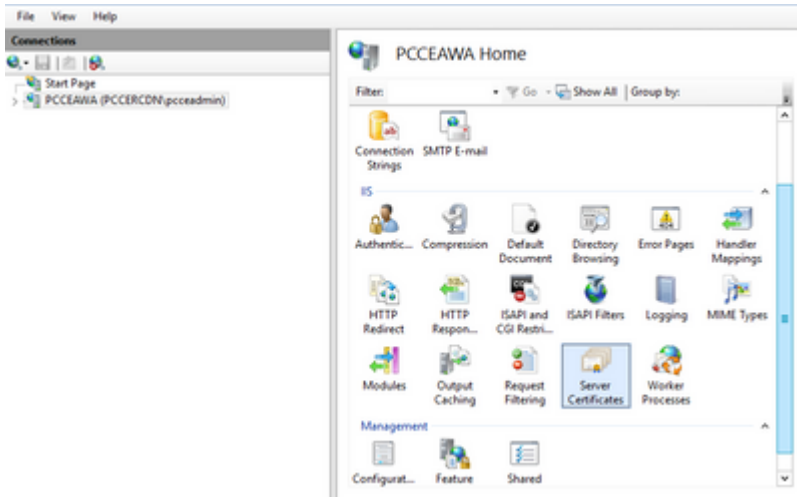 File View Help
Connections
Start Page
PCCEAWA (PCCERCDN\pcceadmin)
PCCEAWA Home
Filter: Go Show All Group by:
Connection Strings SMTP E-mail
IIS
Authentic... Compression Default Document Directory Browsing Error Pages Handler Mappings
HTTP Redirect HTTP Respon... ISAPI and CGI Restri... ISAPI Filters Logging MIME Types
Modules Output Caching Request Filtering Server Certificates Worker Processes
Management
Configurat... Feature Shared